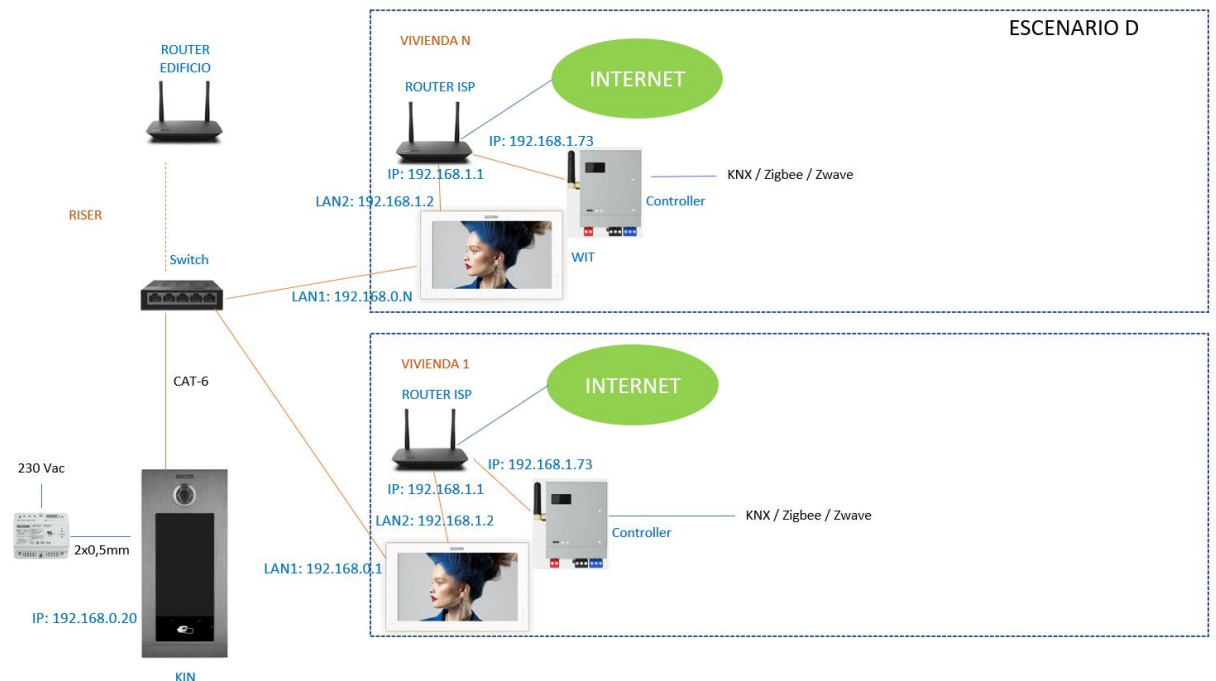 ESCENARIO D
VIVIENDA N
ROUTER
EDIFICIO
INTERNET
ROUTER ISP
IP: 192.168.1.73
IP: 192.168.1.1
KNX / Zigbee / Zwave
LAN2: 192.168.1.2
Controller
RISER
WIT
Switch
LAN1: 192.168.0.N
VIVIENDA 1
CAT-6
INTERNET
ROUTER ISP
IP: 192.168.1.73
230 Vac
IP: 192.168.1.1
LAN2: 192.168.1.2
KNX / Zigbee / Zwave
Controller
2x0,5mm
LAN1: 192.168.0.1
IP: 192.168.0.20
KIN